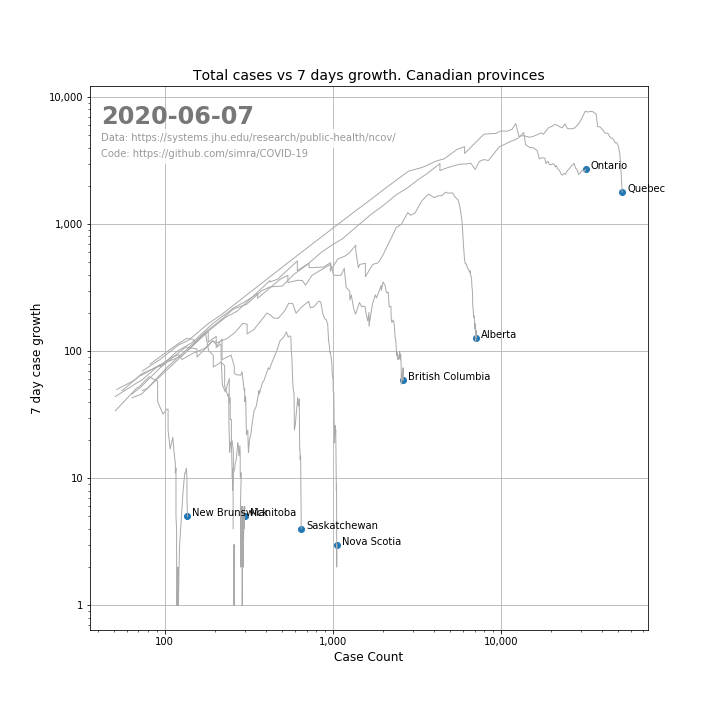 Total cases vs 7 days growth. Canadian provinces
10,000
2020-06-07
Data: https://systems.jhu.edu/research/public-health/ncov/
Code: https://github.com/simra/COVID-19
Ontario
Quebec
1,000
7 day case growth
Alberta
100
British Columbia
10
New Brunswick
Manitoba
Saskatchewan
Nova Scotia
1
100
1,000
10,000
Case Count